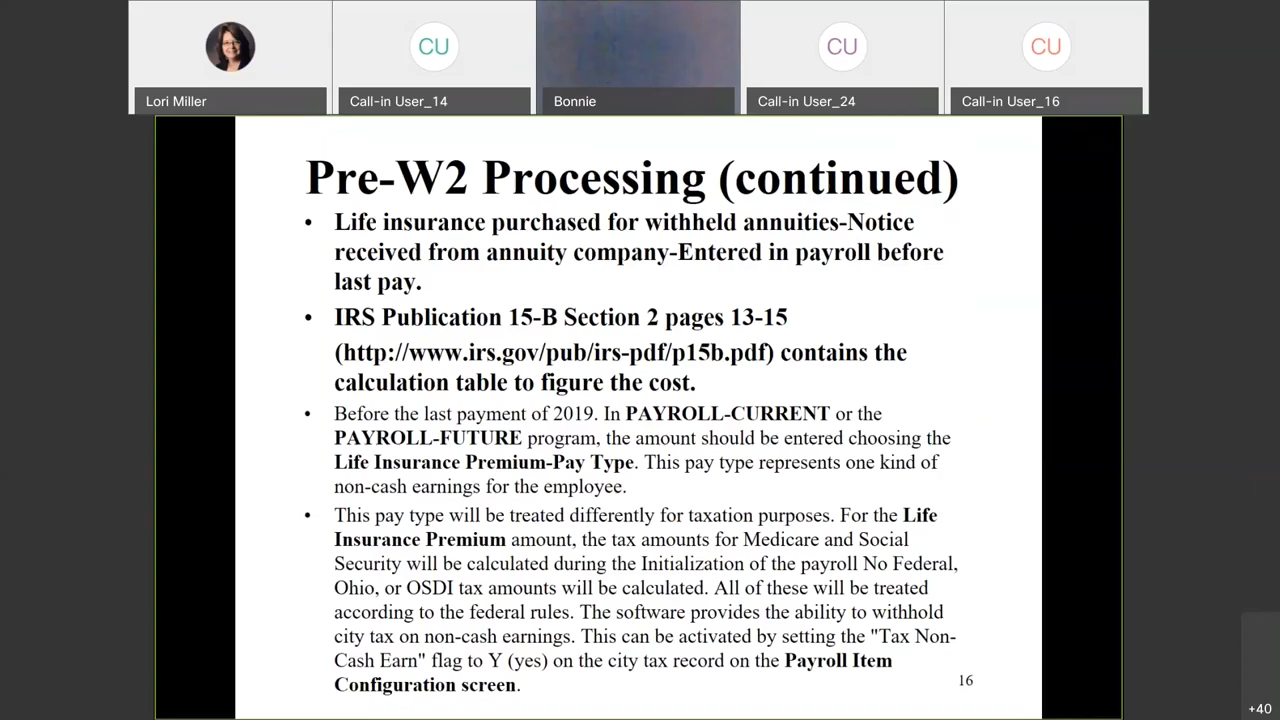 CU
CU
CU
Lori Miller
Call-in User_14
Bonnie
Call-in User_24
Call-in User_16
Pre-W2 Processing (continued)
• Life insurance purchased for withheld annuities-Notice
received from annuity company-Entered in payroll before
last pay.
• IRS Publication 15-B Section 2 pages 13-15
(http://www.irs.gov/pub/irs-pdf/p15b.pdf) contains the
calculation table to figure the cost.
• Before the last payment of 2019. In PAYROLL-CURRENT or the
PAYROLL-FUTURE program, the amount should be entered choosing the
Life Insurance Premium-Pay Type. This pay type represents one kind of
non-cash earnings for the employee.
• This pay type will be treated differently for taxation purposes. For the Life
Insurance Premium amount, the tax amounts for Medicare and Social
Security will be calculated during the Initialization of the payroll No Federal,
Ohio, or OSDI tax amounts will be calculated. All of these will be treated
according to the federal rules. The software provides the ability to withhold
city tax on non-cash earnings. This can be activated by setting the "Tax Non-
Cash Earn" flag to Y (yes) on the city tax record on the Payroll Item
Configuration screen.
16
+40